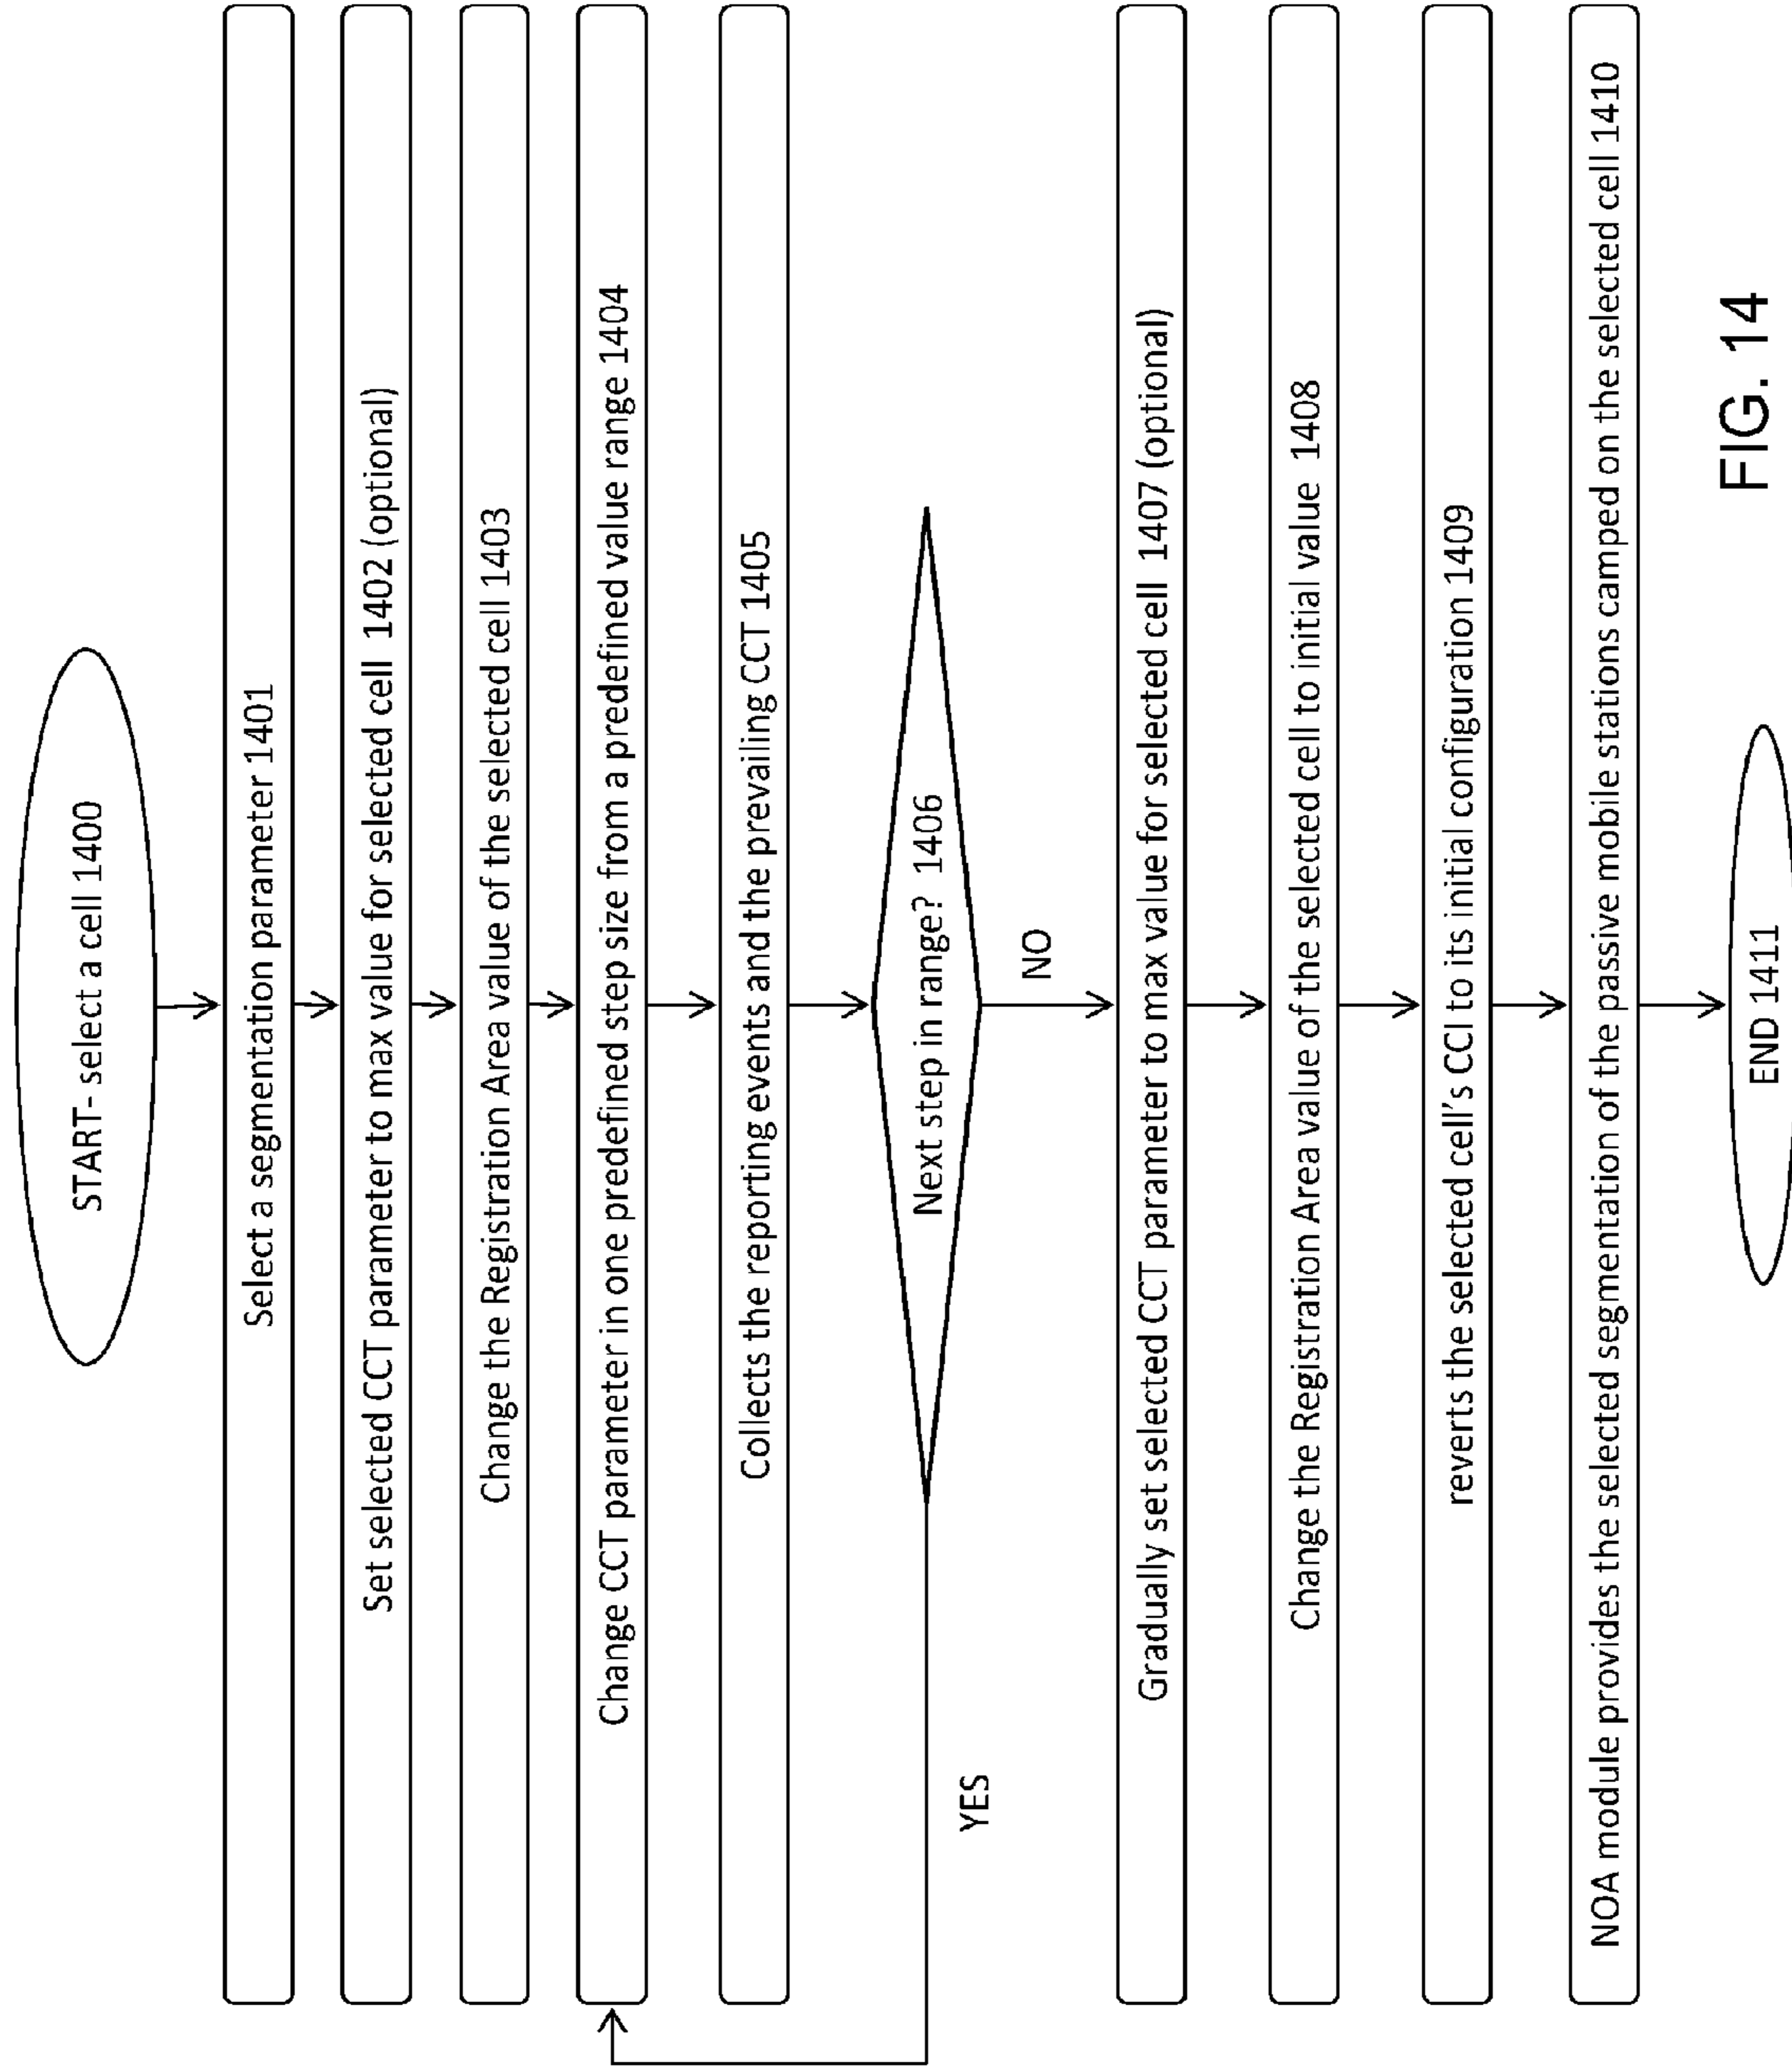 START- select a cell 1400
Select a segmentation parameter 1401
Set selected CCT parameter to max value for selected cell 1402 (optional)
Change the Registration Area value of the selected cell 1403
Change CCT parameter in one predefined step size from a predefined value range 1404
Collects the reporting events and the prevailing CCT 1405
Next step in range? 1406
YES
NO
Gradually set selected CCT parameter to max value for selected cell 1407 (optional)
Change the Registration Area value of the selected cell to initial value 1408
reverts the selected cell's CCI to its initial configuration 1409
NOA module provides the selected segmentation of the passive mobile stations camped on the selected cell 1410
END 1411
FIG. 14